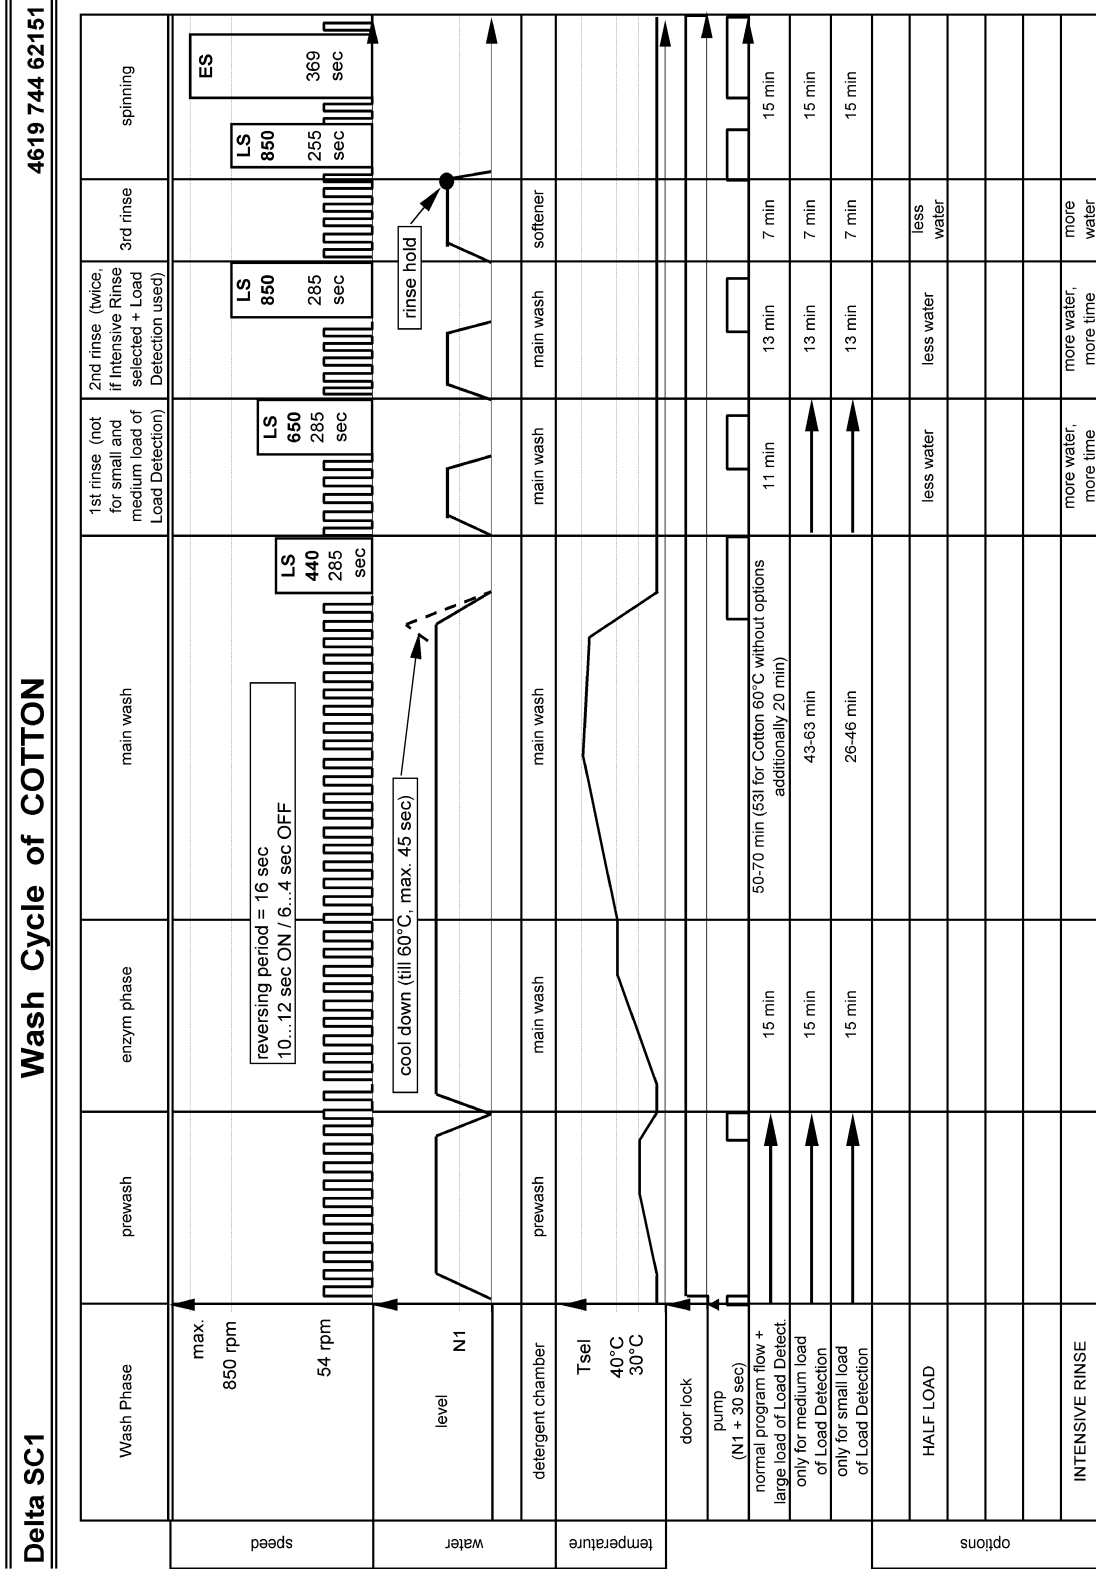 Delta SC1
Wash Cycle of COTTON
4619 744 62151
Wash Phase
prewash
enzym phase
main wash
1st rinse (not
for small and
medium load of
Load Detection)
2nd rinse (twice,
if Intensive Rinse
selected + Load
Detection used)
3rd rinse
spinning
speed
max.
850 rpm
54 rpm
reversing period = 16 sec
10...12 sec ON / 6...4 sec OFF
LS
440
285
sec
LS
650
285
sec
LS
850
285
sec
LS
850
255
sec
ES
369
sec
water
level
N1
cool down (till 60°C, max. 45 sec)
rinse hold
detergent chamber
prewash
main wash
main wash
main wash
main wash
softener
temperature
Tsel
40°C
30°C
door lock
pump
(N1 + 30 sec)
normal program flow +
large load of Load Detect.
15 min
50-70 min (53l for Cotton 60°C without options
additionally 20 min)
11 min
13 min
7 min
15 min
only for medium load
of Load Detection
15 min
43-63 min
13 min
7 min
15 min
only for small load
of Load Detection
15 min
26-46 min
13 min
7 min
15 min
options
HALF LOAD
less water
less water
less
water
INTENSIVE RINSE
more water,
more time
more water,
more time
more
water